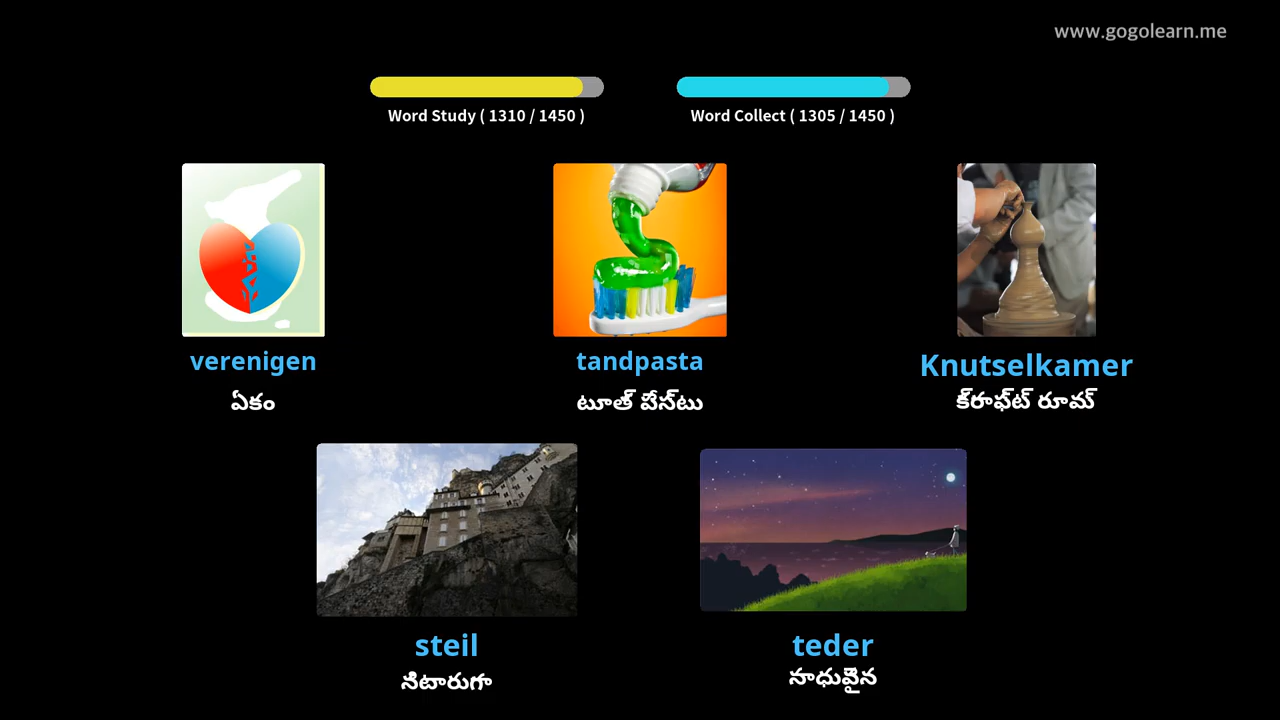 www.gogolearn.me
Word Study ( 1310 / 1450 )
Word Collect ( 1305 / 1450 )
verenigen
ఏకం
tandpasta
టూత్ పేస్ట్‌టు
Knutselkamer
క్రాఫ్ట్ రూమ్
steil
నిటారుగా
teder
సాధువైన